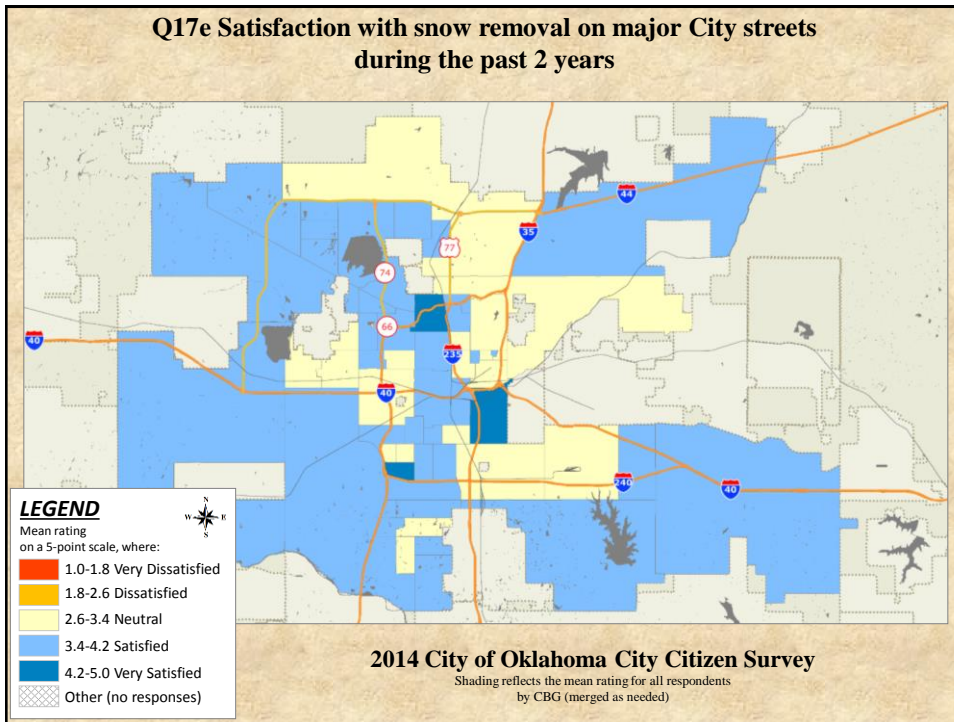 Q17e Satisfaction with snow removal on major City streets
during the past 2 years
44
35
77
74
66
40
235
40
240
40
LEGEND
Mean rating
on a 5-point scale, where:
N
W E
S
1.0-1.8 Very Dissatisfied
1.8-2.6 Dissatisfied
2.6-3.4 Neutral
3.4-4.2 Satisfied
4.2-5.0 Very Satisfied
Other (no responses)
2014 City of Oklahoma City Citizen Survey
Shading reflects the mean rating for all respondents
by CBG (merged as needed)